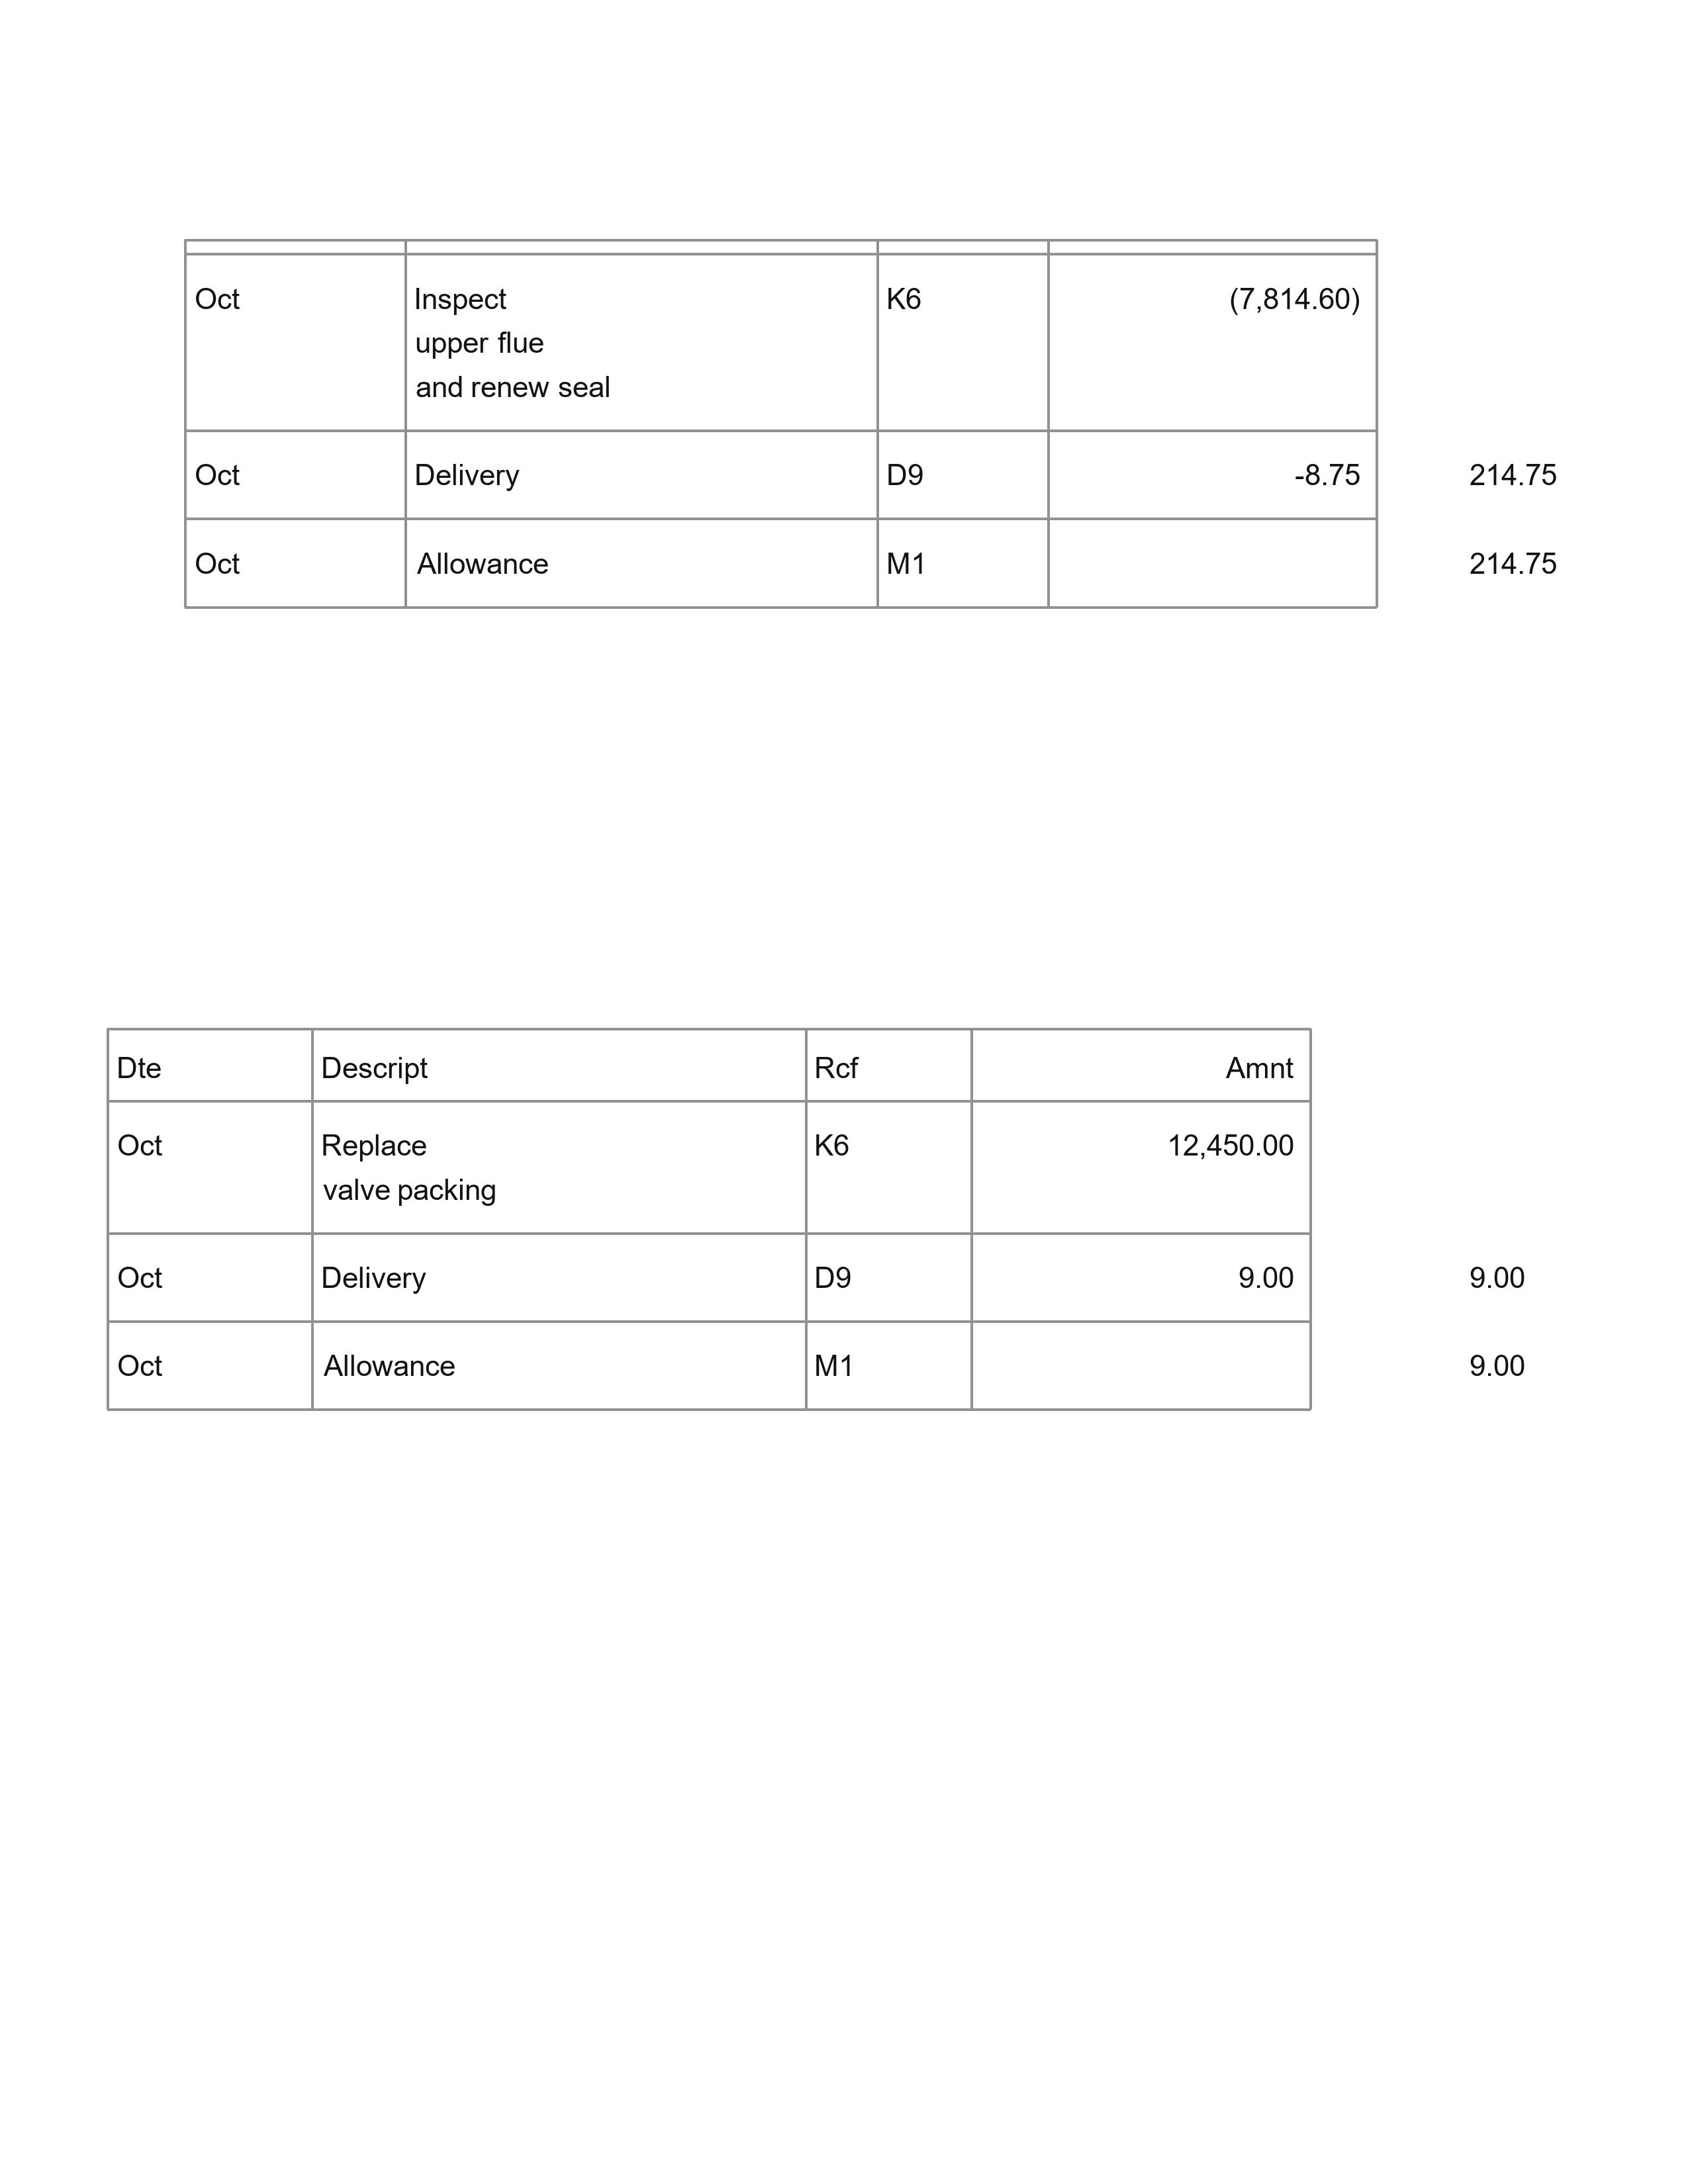 Oct Inspect K6 (7,814.60)
upper flue
and renew seal
Oct Delivery D9 -8.75 214.75
Oct Allowance M1 214.75
Dte Descript Rcf Amnt
Oct Replace K6 12,450.00
valve packing
Oct Delivery D9 9.00 9.00
Oct Allowance M1 9.00